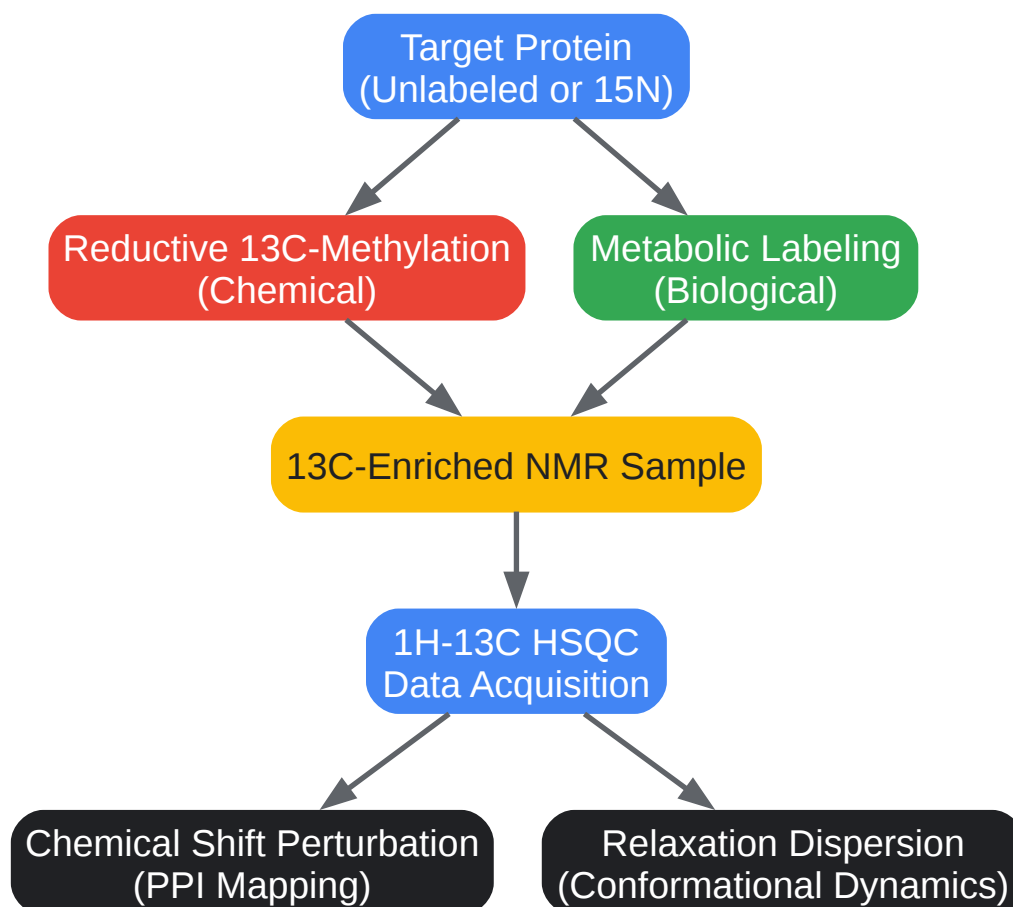 Target Protein
(Unlabeled or 15N)
Reductive 13C-Methylation
(Chemical)
Metabolic Labeling
(Biological)
13C-Enriched NMR Sample
1H-13C HSQC
Data Acquisition
Chemical Shift Perturbation
(PPI Mapping)
Relaxation Dispersion
(Conformational Dynamics)